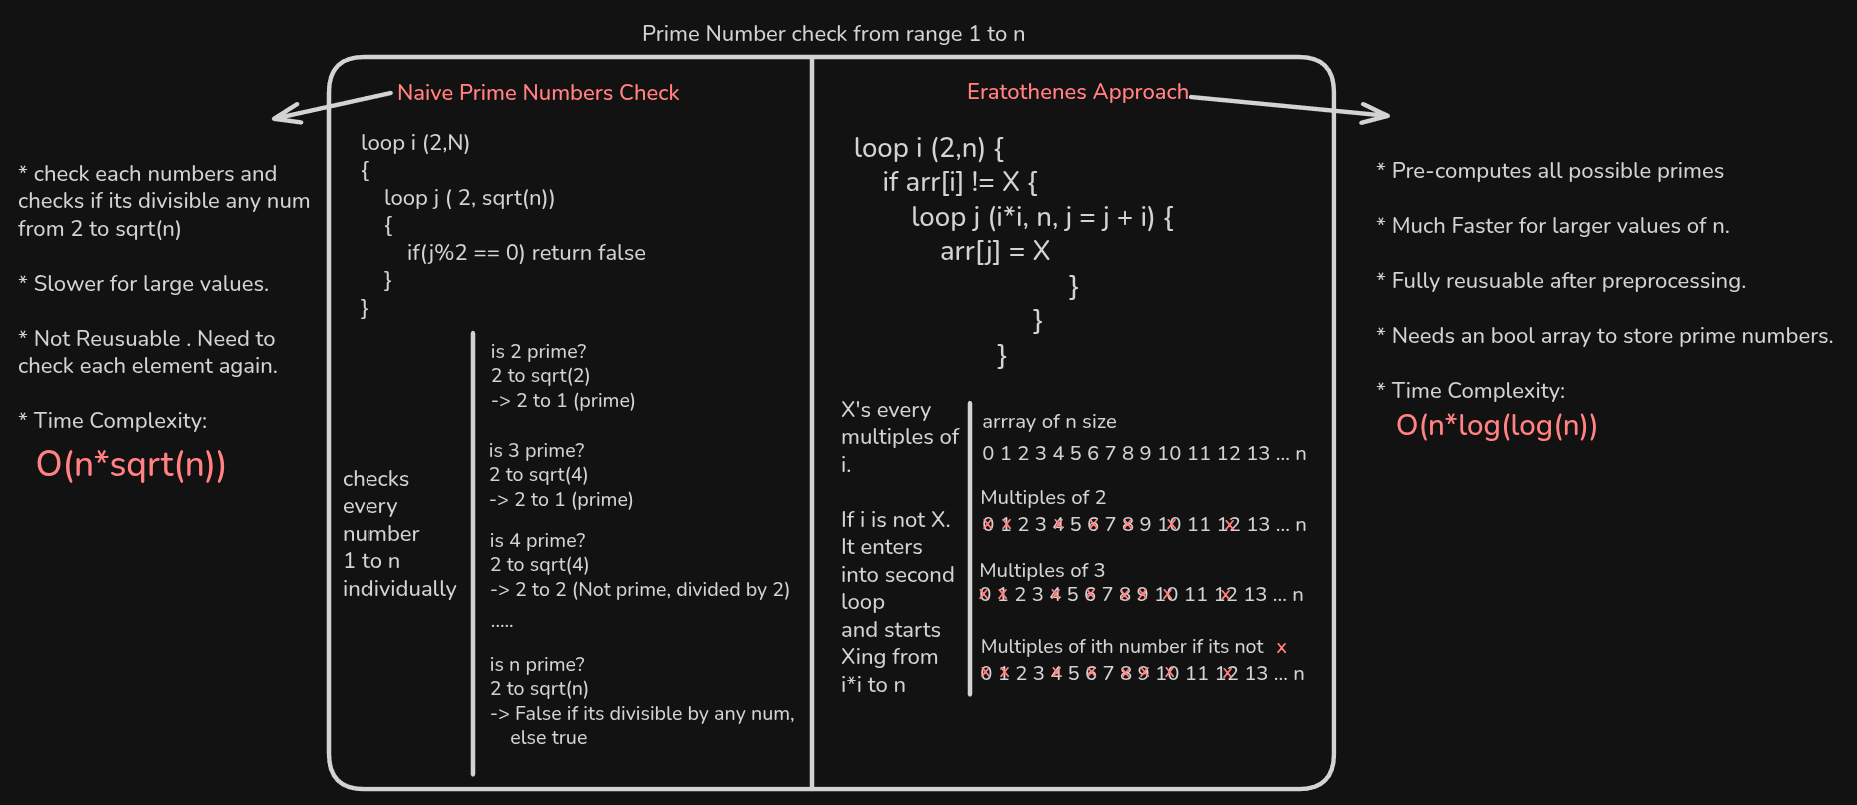 Prime Number check from range 1 to n
Naive Prime Numbers Check
loop i (2,N)
{
loop j ( 2, sqrt(n))
{
if(j%2 == 0) return false
}
}
checks
every
number
1 to n
individually
is 2 prime?
2 to sqrt(2)
-> 2 to 1 (prime)
is 3 prime?
2 to sqrt(4)
-> 2 to 1 (prime)
is 4 prime?
2 to sqrt(4)
-> 2 to 2 (Not prime, divided by 2)
.....
is n prime?
2 to sqrt(n)
-> False if its divisible by any num,
else true
* check each numbers and
checks if its divisible any num
from 2 to sqrt(n)
* Slower for large values.
* Not Reusuable . Need to
check each element again.
* Time Complexity:
O(n*sqrt(n))
Eratothenes Approach
loop i (2,n) {
if arr[i] != X {
loop j (i*i, n, j = j + i) {
arr[j] = X
}
}
}
X's every
multiples of
i.
If i is not X.
It enters
into second
loop
and starts
Xing from
i*i to n
arrray of n size
0 1 2 3 4 5 6 7 8 9 10 11 12 13 ... n
Multiples of 2
0 1 2 3 4 5 6 7 8 9 10 11 12 13 ... n
Multiples of 3
0 1 2 3 4 5 6 7 8 9 10 11 12 13 ... n
Multiples of ith number if its not x
0 1 2 3 4 5 6 7 8 9 10 11 12 13 ... n
* Pre-computes all possible primes
* Much Faster for larger values of n.
* Fully reusuable after preprocessing.
* Needs an bool array to store prime numbers.
* Time Complexity:
O(n*log(log(n))